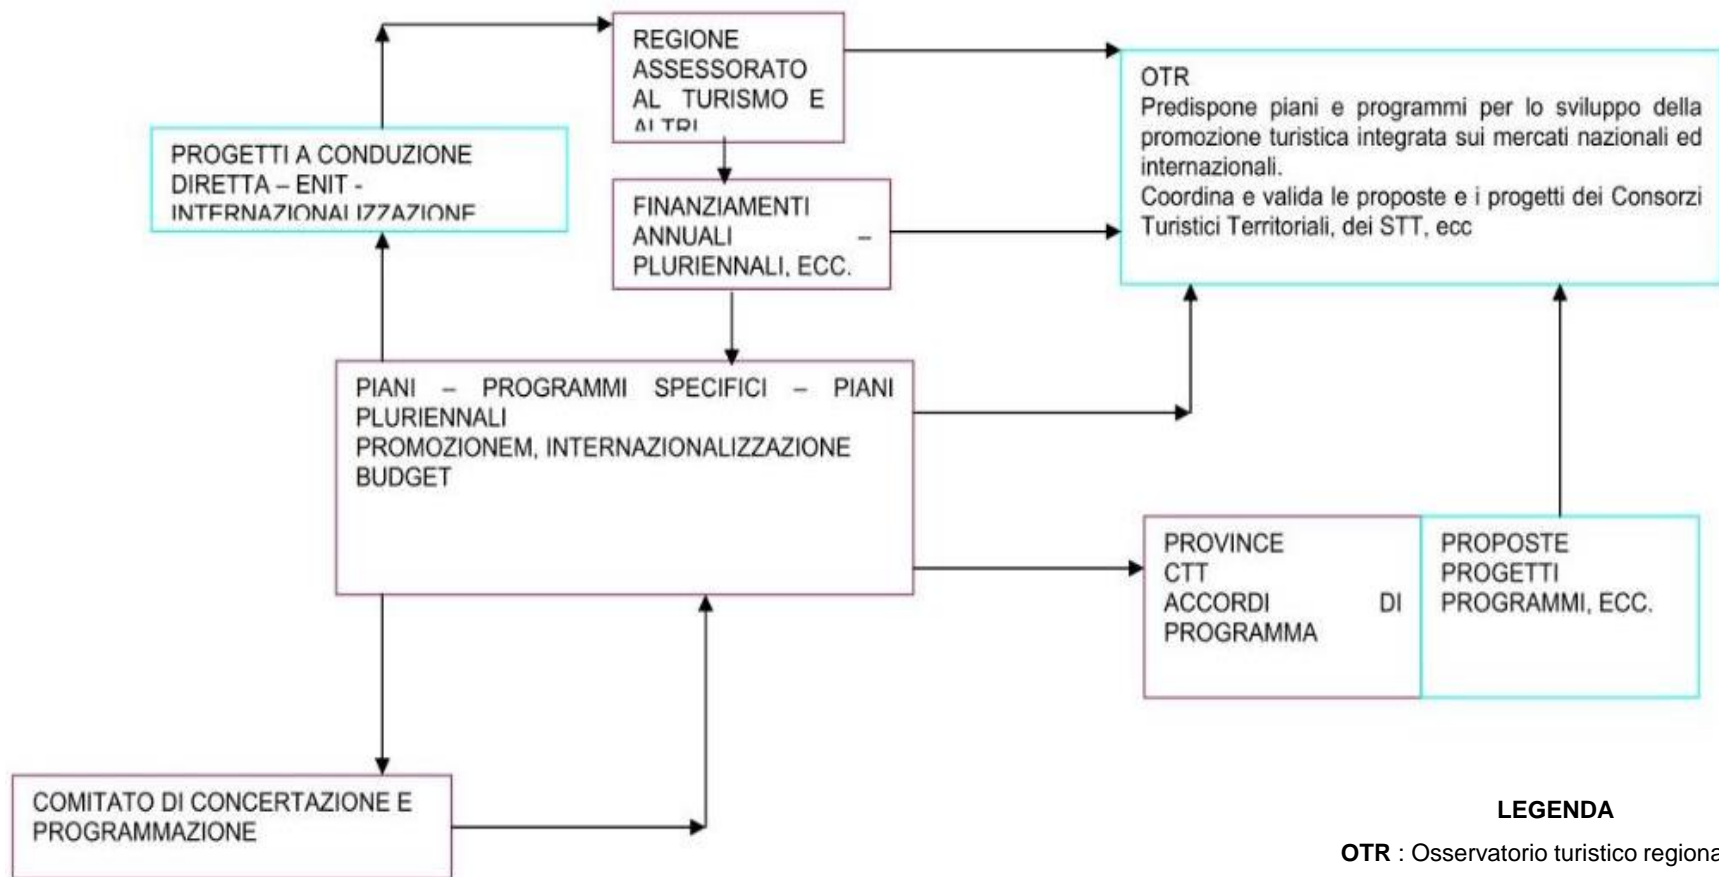 REGIONE
ASSESSORATO
AL TURISMO E
ALTRI
OTR
Predispone piani e programmi per lo sviluppo della
promozione turistica integrata sui mercati nazionali ed
internazionali.
Coordina e valida le proposte e i progetti dei Consorzi
Turistici Territoriali, dei STT, ecc
PROGETTI A CONDUZIONE
DIRETTA – ENIT -
INTERNAZIONALIZZAZIONE
FINANZIAMENTI
ANNUALI –
PLURIENNALI, ECC.
PIANI – PROGRAMMI SPECIFICI – PIANI
PLURIENNALI
PROMOZIONEM, INTERNAZIONALIZZAZIONE
BUDGET
PROVINCE
CTT
ACCORDI DI
PROGRAMMA
PROPOSTE
PROGETTI
PROGRAMMI, ECC.
COMITATO DI CONCERTAZIONE E
PROGRAMMAZIONE
LEGENDA
OTR : Osservatorio turistico regiona